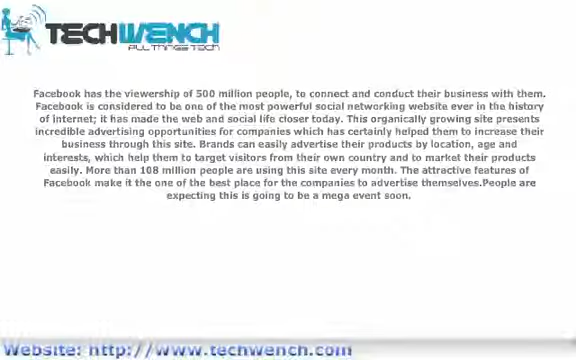 TECHWENCH
ALL THINGS TECH
Facebook has the viewership of 500 million people, to connect and conduct their business with them.
Facebook is considered to be one of the most powerful social networking website ever in the history
of internet; it has made the web and social life closer today. This organically growing site presents
incredible advertising opportunities for companies which has certainly helped them to increase their
business through this site. Brands can easily advertise their products by location, age and
interests, which help them to target visitors from their own country and to market their products
easily. More than 108 million people are using this site every month. The attractive features of
Facebook make it the one of the best place for the companies to advertise themselves.People are
expecting this is going to be a mega event soon.
Website: http://www.techwench.com